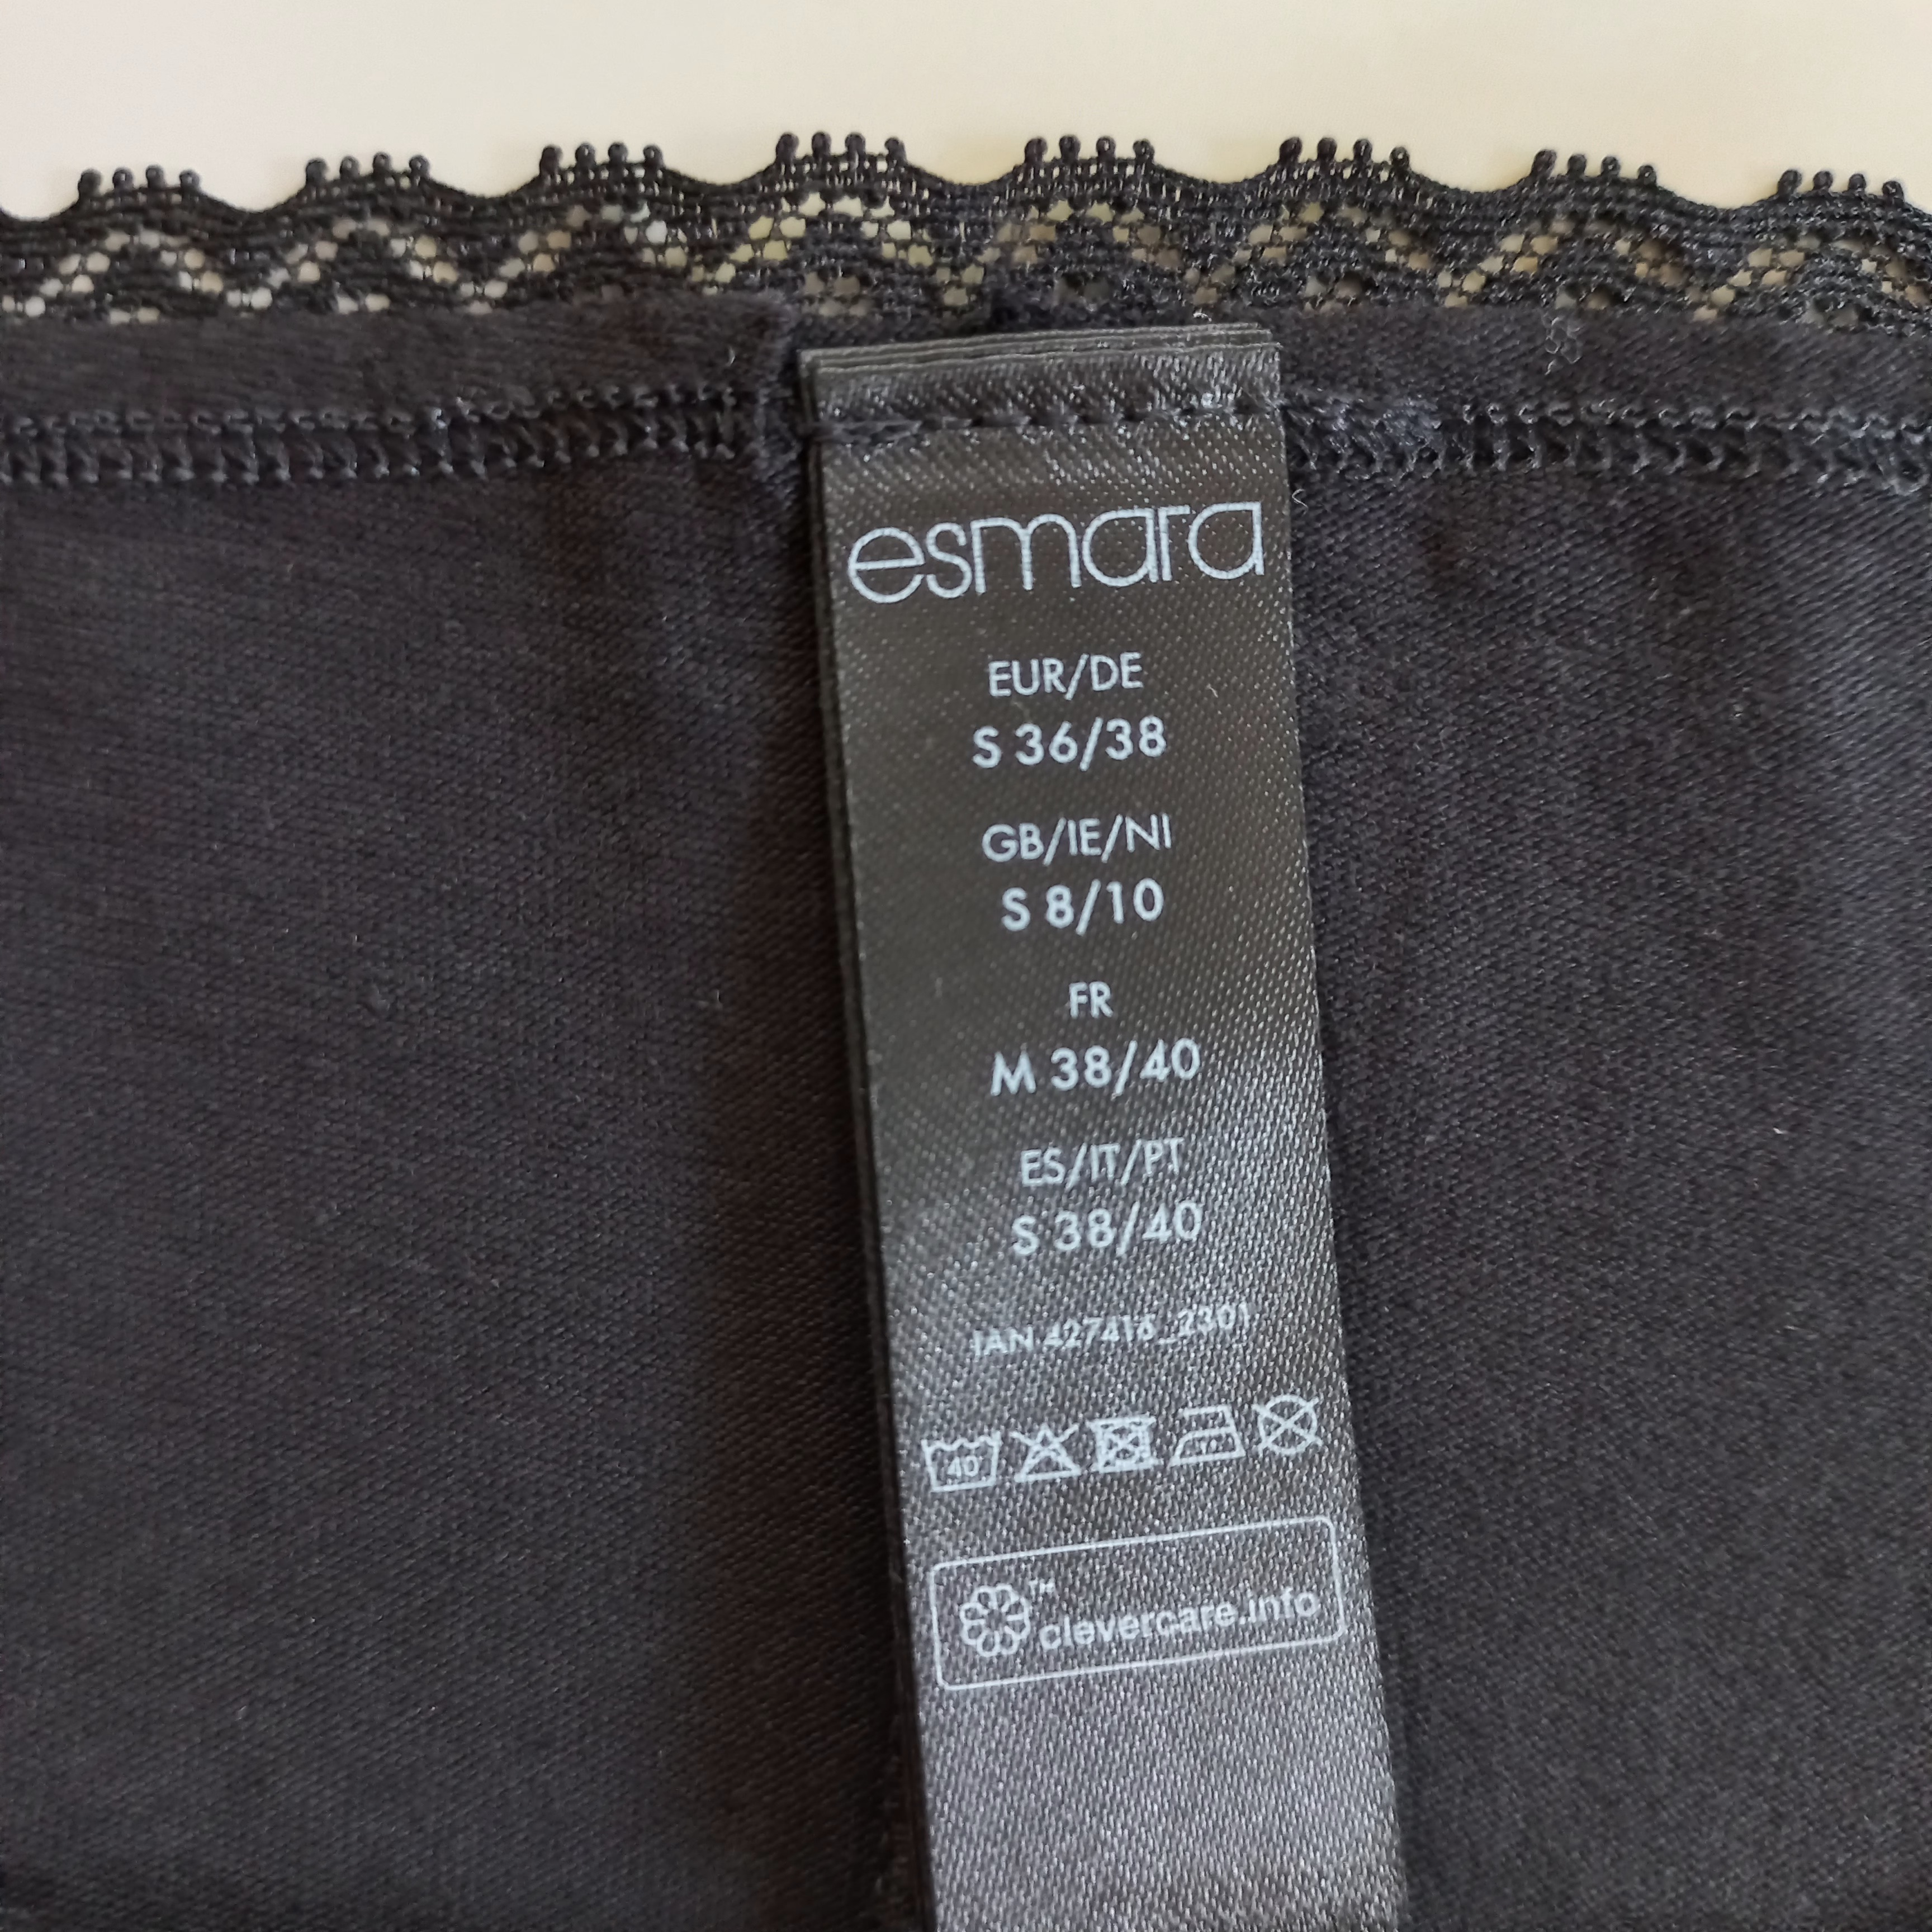 esmara
EUR/DE
S 36/38
GB/IE/NI
S 8/10
FR
M 38/40
ES/IT/PT
S 38/40
IAN 427416_2301
40
™
clevercare.info